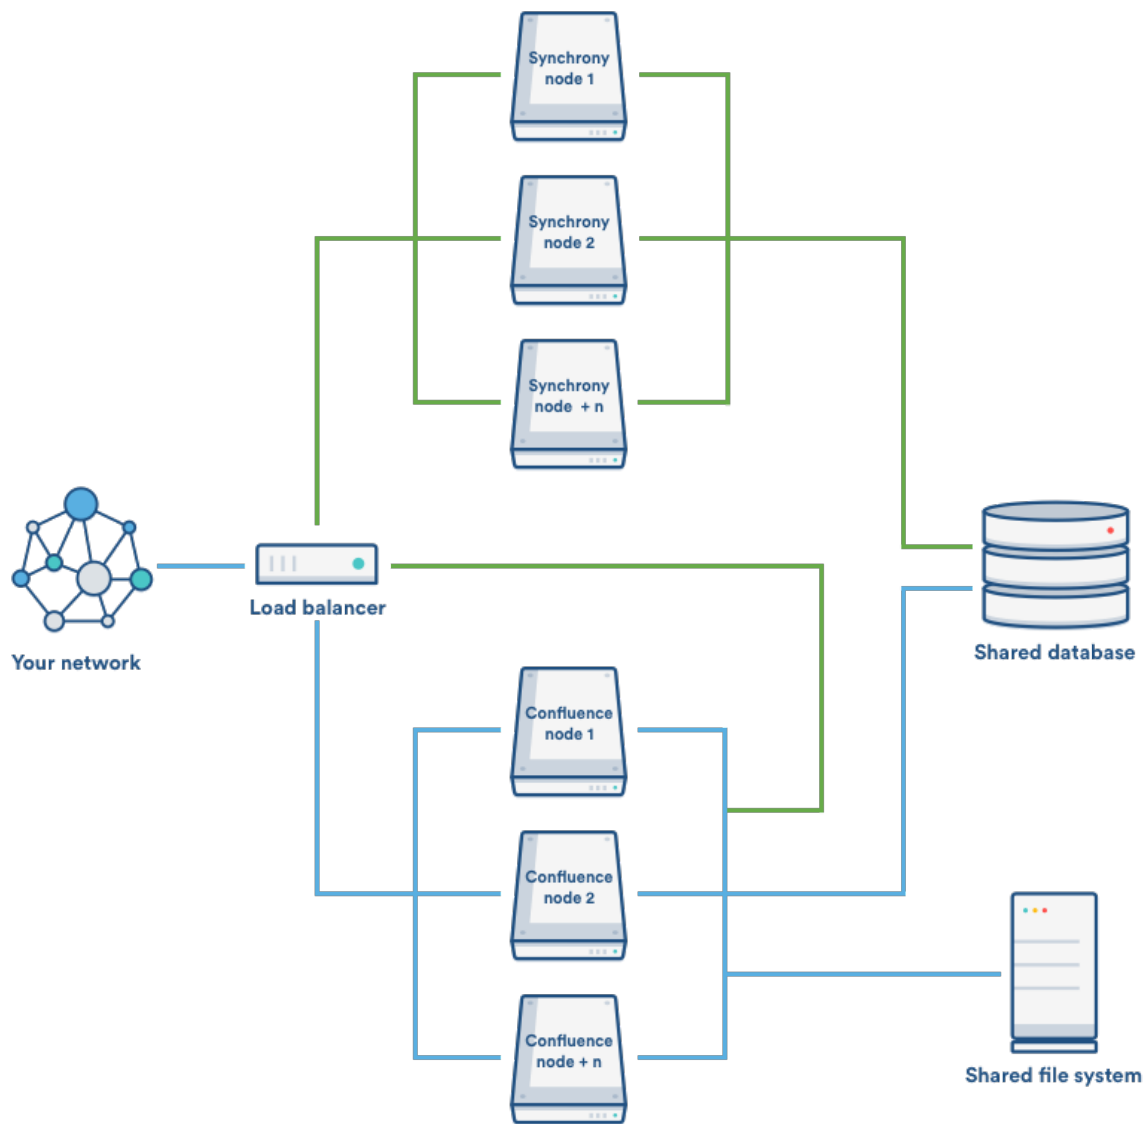 Synchrony
node 1
Synchrony
node 2
Synchrony
node + n
Load balancer
Your network
Shared database
Confluence
node 1
Confluence
node 2
Confluence
node + n
Shared file system